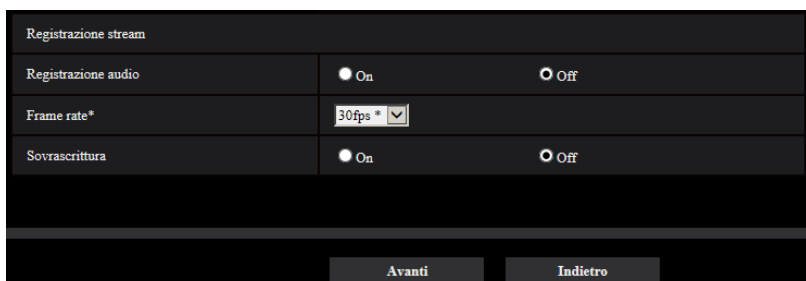 Registrazione stream
Registrazione audio On Off
Frame rate* 30fps *
Sovrascrittura On Off
Avanti Indietro